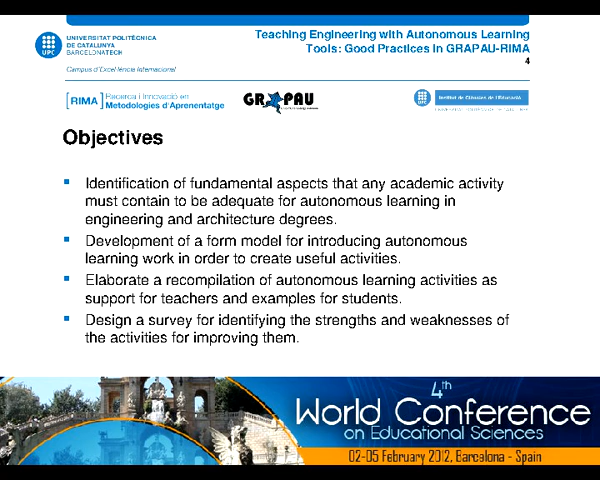 UNIVERSITAT POLITÈCNICA
DE CATALUNYA
BARCELONATECH
UPC
Campus d'Excel·lència Internacional
Teaching Engineering with Autonomous Learning
Tools: Good Practices in GRAPAU-RIMA
4
[RIMA] Recerca i Innovació en
Metodologies d'Aprenentatge
GRAPAU
UPC
Institut de Ciències de l'Educació
Objectives
Identification of fundamental aspects that any academic activity
must contain to be adequate for autonomous learning in
engineering and architecture degrees.
Development of a form model for introducing autonomous
learning work in order to create useful activities.
Elaborate a recompilation of autonomous learning activities as
support for teachers and examples for students.
Design a survey for identifying the strengths and weaknesses of
the activities for improving them.
4th
World Conference
on Educational Sciences
02-05 February 2012, Barcelona - Spain